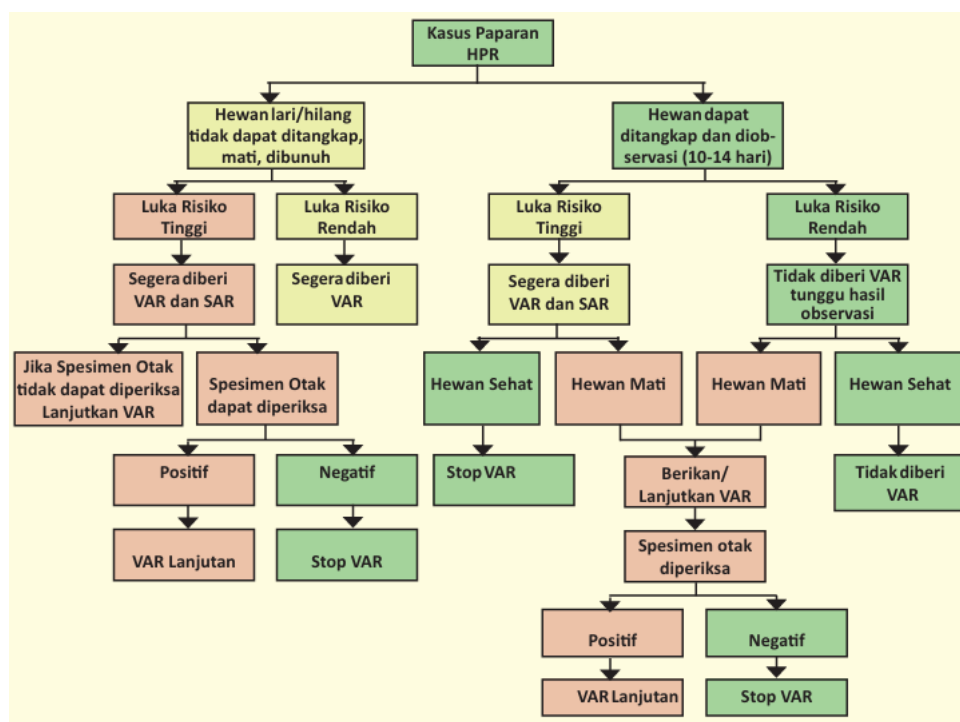 Kasus Paparan
HPR
Hewan lari/hilang
tidak dapat ditangkap,
mati, dibunuh
Hewan dapat
ditangkap dan diob-
servasi (10-14 hari)
Luka Risiko
Tinggi
Luka Risiko
Rendah
Luka Risiko
Tinggi
Luka Risiko
Rendah
Segera diberi
VAR dan SAR
Segera diberi
VAR
Segera diberi
VAR dan SAR
Tidak diberi VAR
tunggu hasil
observasi
Jika Spesimen Otak
tidak dapat diperiksa
Lanjutkan VAR
Spesimen Otak
dapat diperiksa
Hewan Sehat
Hewan Mati
Hewan Mati
Hewan Sehat
Positif
Negatif
Stop VAR
Berikan/
Lanjutkan VAR
Tidak diberi
VAR
VAR Lanjutan
Stop VAR
Spesimen otak
diperiksa
Positif
Negatif
VAR Lanjutan
Stop VAR